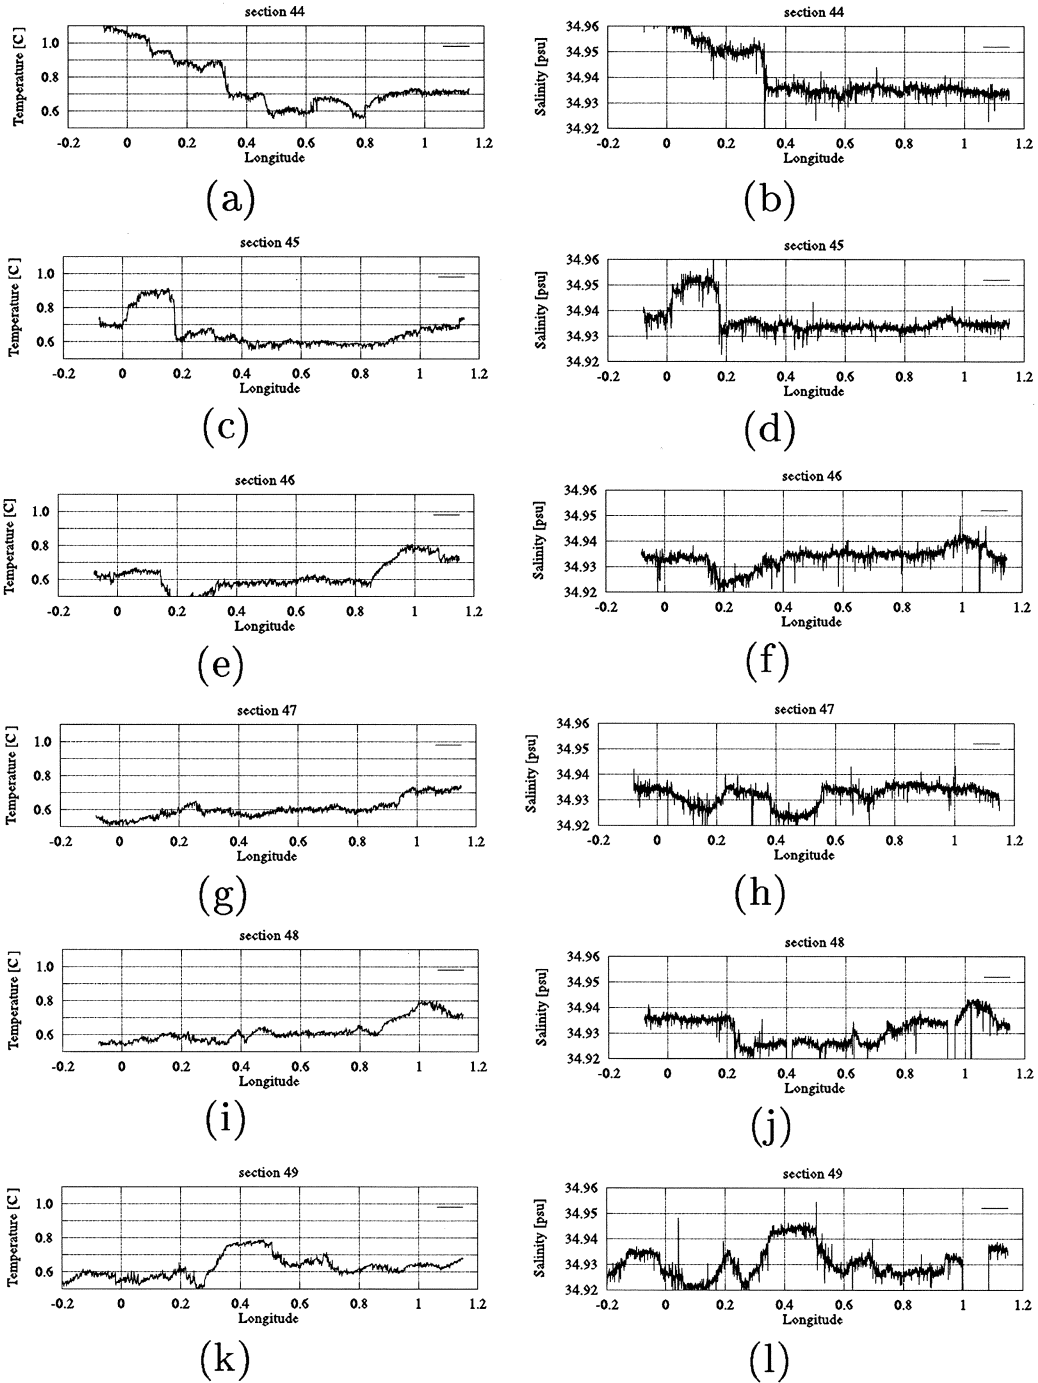 section 44 section 44
Temperature [C ] 1.0 0.8 0.6 Salinity [psu] 34.96 34.95 34.94 34.93 34.92
-0.2 0 0.2 0.4 0.6 0.8 1 1.2 -0.2 0 0.2 0.4 0.6 0.8 1 1.2
Longitude Longitude
(a) (b)
section 45 section 45
Temperature [C ] 1.0 0.8 0.6 Salinity [psu] 34.96 34.95 34.94 34.93 34.92
-0.2 0 0.2 0.4 0.6 0.8 1 1.2 -0.2 0 0.2 0.4 0.6 0.8 1 1.2
Longitude Longitude
(c) (d)
section 46 section 46
Temperature [C ] 1.0 0.8 0.6 Salinity [psu] 34.96 34.95 34.94 34.93 34.92
-0.2 0 0.2 0.4 0.6 0.8 1 1.2 -0.2 0 0.2 0.4 0.6 0.8 1 1.2
Longitude Longitude
(e) (f)
section 47 section 47
Temperature [C ] 1.0 0.8 0.6 Salinity [psu] 34.96 34.95 34.94 34.93 34.92
-0.2 0 0.2 0.4 0.6 0.8 1 1.2 -0.2 0 0.2 0.4 0.6 0.8 1 1.2
Longitude Longitude
(g) (h)
section 48 section 48
Temperature [C ] 1.0 0.8 0.6 Salinity [psu] 34.96 34.95 34.94 34.93 34.92
-0.2 0 0.2 0.4 0.6 0.8 1 1.2 -0.2 0 0.2 0.4 0.6 0.8 1 1.2
Longitude Longitude
(i) (j)
section 49 section 49
Temperature [C ] 1.0 0.8 0.6 Salinity [psu] 34.96 34.95 34.94 34.93 34.92
-0.2 0 0.2 0.4 0.6 0.8 1 1.2 -0.2 0 0.2 0.4 0.6 0.8 1 1.2
Longitude Longitude
(k) (l)